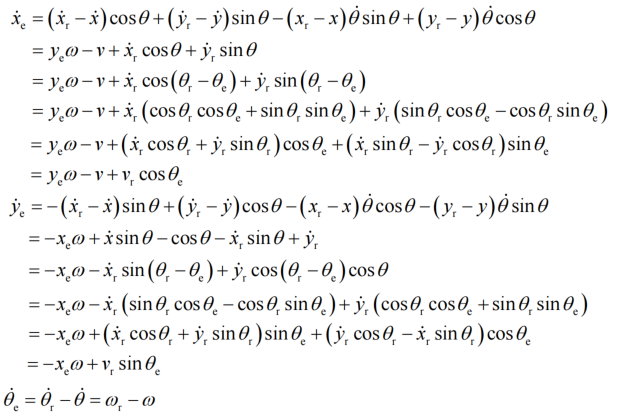 ẋₑ = (ẋᵣ − ẋ)cosθ + (ẏᵣ − ẏ)sinθ − (xᵣ − x)θ̇ sinθ + (yᵣ − y)θ̇ cosθ
= yₑω − v + ẋᵣ cosθ + ẏᵣ sinθ
= yₑω − v + ẋᵣ cos(θᵣ − θₑ) + ẏᵣ sin(θᵣ − θₑ)
= yₑω − v + ẋᵣ (cosθᵣ cosθₑ + sinθᵣ sinθₑ) + ẏᵣ (sinθᵣ cosθₑ − cosθᵣ sinθₑ)
= yₑω − v + (ẋᵣ cosθᵣ + ẏᵣ sinθᵣ)cosθₑ + (ẋᵣ sinθᵣ − ẏᵣ cosθᵣ)sinθₑ
= yₑω − v + vᵣ cosθₑ
ẏₑ = −(ẋᵣ − ẋ)sinθ + (ẏᵣ − ẏ)cosθ − (xᵣ − x)θ̇ cosθ − (yᵣ − y)θ̇ sinθ
= −xₑω + ẋ sinθ − cosθ − ẋᵣ sinθ + ẏᵣ
= −xₑω − ẋᵣ sin(θᵣ − θₑ) + ẏᵣ cos(θᵣ − θₑ)cosθ
= −xₑω − ẋᵣ (sinθᵣ cosθₑ − cosθᵣ sinθₑ) + ẏᵣ (cosθᵣ cosθₑ + sinθᵣ sinθₑ)
= −xₑω + (ẋᵣ cosθᵣ + ẏᵣ sinθᵣ)sinθₑ + (ẏᵣ cosθᵣ − ẋᵣ sinθᵣ)cosθₑ
= −xₑω + vᵣ sinθₑ
θ̇ₑ = θ̇ᵣ − θ̇ = ωᵣ − ω